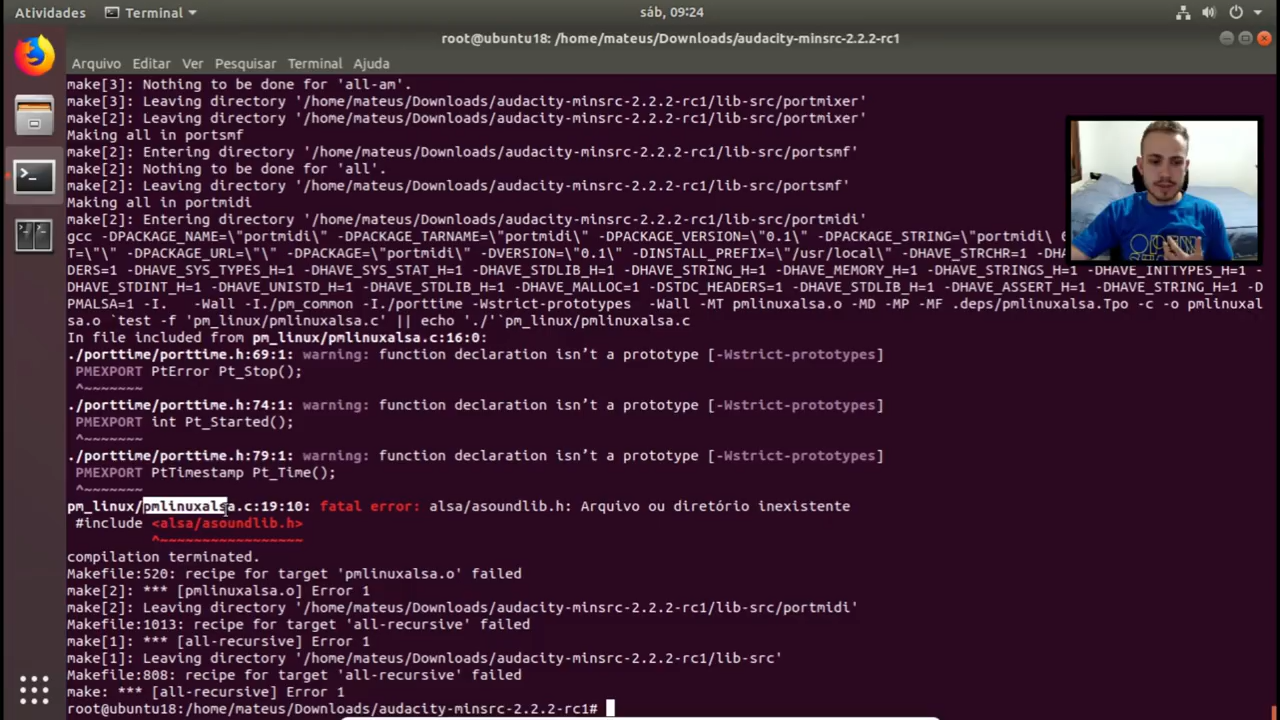 Atividades
Terminal
sáb, 09:24
root@ubuntu18: /home/mateus/Downloads/audacity-minsrc-2.2.2-rc1
Arquivo Editar Ver Pesquisar Terminal Ajuda
make[3]: Nothing to be done for 'all-am'.
make[3]: Leaving directory '/home/mateus/Downloads/audacity-minsrc-2.2.2-rc1/lib-src/portmixer'
make[2]: Leaving directory '/home/mateus/Downloads/audacity-minsrc-2.2.2-rc1/lib-src/portmixer'
Making all in portsmf
make[2]: Entering directory '/home/mateus/Downloads/audacity-minsrc-2.2.2-rc1/lib-src/portsmf'
make[2]: Nothing to be done for 'all'.
make[2]: Leaving directory '/home/mateus/Downloads/audacity-minsrc-2.2.2-rc1/lib-src/portsmf'
Making all in portmidi
make[2]: Entering directory '/home/mateus/Downloads/audacity-minsrc-2.2.2-rc1/lib-src/portmidi'
gcc -DPACKAGE_NAME=\"portmidi\" -DPACKAGE_TARNAME=\"portmidi\" -DPACKAGE_VERSION=\"0.1\" -DPACKAGE_STRING=\"portmidi\
T=\"\" -DPACKAGE_URL=\"\" -DPACKAGE=\"portmidi\" -DVERSION=\"0.1\" -DINSTALL_PREFIX=\"/usr/local\" -DHAVE_STRCHR=1
DERS=1 -DHAVE_SYS_TYPES_H=1 -DHAVE_SYS_STAT_H=1 -DHAVE_STDLIB_H=1 -DHAVE_STRING_H=1 -DHAVE_MEMORY_H=1 -DHAVE_STRINGS_H=1 -DHAVE_INTTYPES_H=1 -
DHAVE_STDINT_H=1 -DHAVE_UNISTD_H=1 -DHAVE_STDLIB_H=1 -DHAVE_MALLOC=1 -DSTDC_HEADERS=1 -DHAVE_STDLIB_H=1 -DHAVE_ASSERT_H=1 -DHAVE_STRING_H=1 -D
PMALSA=1 -I. -Wall -I./pm_common -I./porttime -Wstrict-prototypes -Wall -MT pmlinuxalsa.o -MD -MP -MF .deps/pmlinuxalsa.Tpo -c -o pmlinuxal
sa.o `test -f 'pm_linux/pmlinuxalsa.c' || echo './'`pm_linux/pmlinuxalsa.c
In file included from pm_linux/pmlinuxalsa.c:16:0:
./porttime/porttime.h:69:1: warning: function declaration isn’t a prototype [-Wstrict-prototypes]
PMEXPORT PtError Pt_Stop();
^~~~~~~~
./porttime/porttime.h:74:1: warning: function declaration isn’t a prototype [-Wstrict-prototypes]
PMEXPORT int Pt_Started();
^~~~~~~~
./porttime/porttime.h:79:1: warning: function declaration isn’t a prototype [-Wstrict-prototypes]
PMEXPORT PtTimestamp Pt_Time();
^~~~~~~~
pm_linux/pmlinuxalsa.c:19:10: fatal error: alsa/asoundlib.h: Arquivo ou diretório inexistente
#include <alsa/asoundlib.h>
^~~~~~~~~~~~~~~~~~
compilation terminated.
Makefile:520: recipe for target 'pmlinuxalsa.o' failed
make[2]: *** [pmlinuxalsa.o] Error 1
make[2]: Leaving directory '/home/mateus/Downloads/audacity-minsrc-2.2.2-rc1/lib-src/portmidi'
Makefile:1013: recipe for target 'all-recursive' failed
make[1]: *** [all-recursive] Error 1
make[1]: Leaving directory '/home/mateus/Downloads/audacity-minsrc-2.2.2-rc1/lib-src'
Makefile:808: recipe for target 'all-recursive' failed
make: *** [all-recursive] Error 1
root@ubuntu18:/home/mateus/Downloads/audacity-minsrc-2.2.2-rc1#